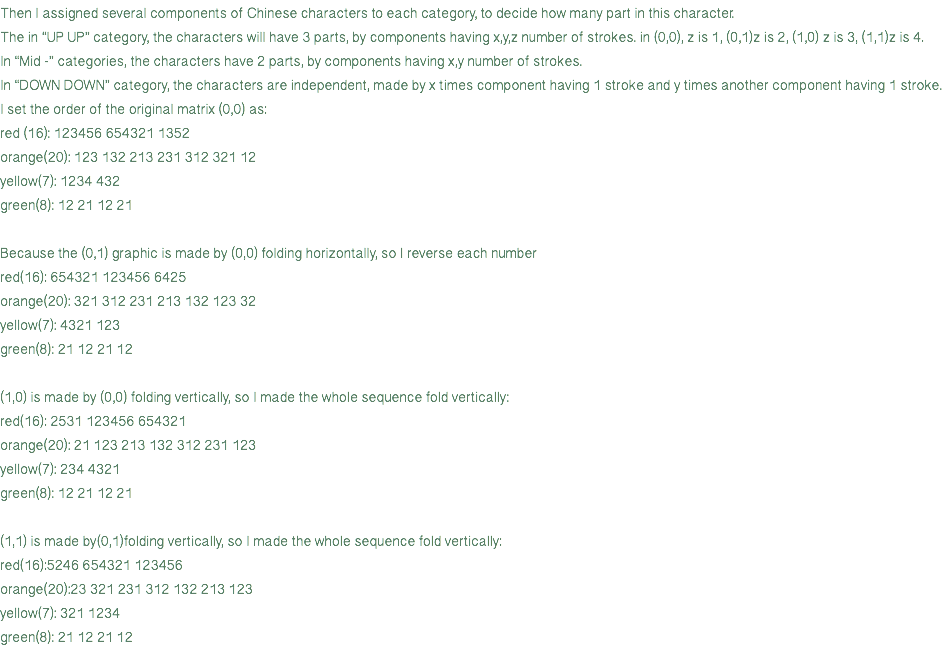 Then I assigned several components of Chinese characters to each category, to decide how many part in this character.
The in “UP UP” category, the characters will have 3 parts, by components having x,y,z number of strokes. in (0,0), z is 1, (0,1)z is 2, (1,0) z is 3, (1,1)z is 4.
In “Mid -” categories, the characters have 2 parts, by components having x,y number of strokes.
In “DOWN DOWN” category, the characters are independent, made by x times component having 1 stroke and y times another component having 1 stroke.
I set the order of the original matrix (0,0) as:
red (16): 123456 654321 1352
orange(20): 123 132 213 231 312 321 12
yellow(7): 1234 432
green(8): 12 21 12 21
Because the (0,1) graphic is made by (0,0) folding horizontally, so I reverse each number
red(16): 654321 123456 6425
orange(20): 321 312 231 213 132 123 32
yellow(7): 4321 123
green(8): 21 12 21 12
(1,0) is made by (0,0) folding vertically, so I made the whole sequence fold vertically:
red(16): 2531 123456 654321
orange(20): 21 123 213 132 312 231 123
yellow(7): 234 4321
green(8): 12 21 12 21
(1,1) is made by(0,1)folding vertically, so I made the whole sequence fold vertically:
red(16):5246 654321 123456
orange(20):23 321 231 312 132 213 123
yellow(7): 321 1234
green(8): 21 12 21 12